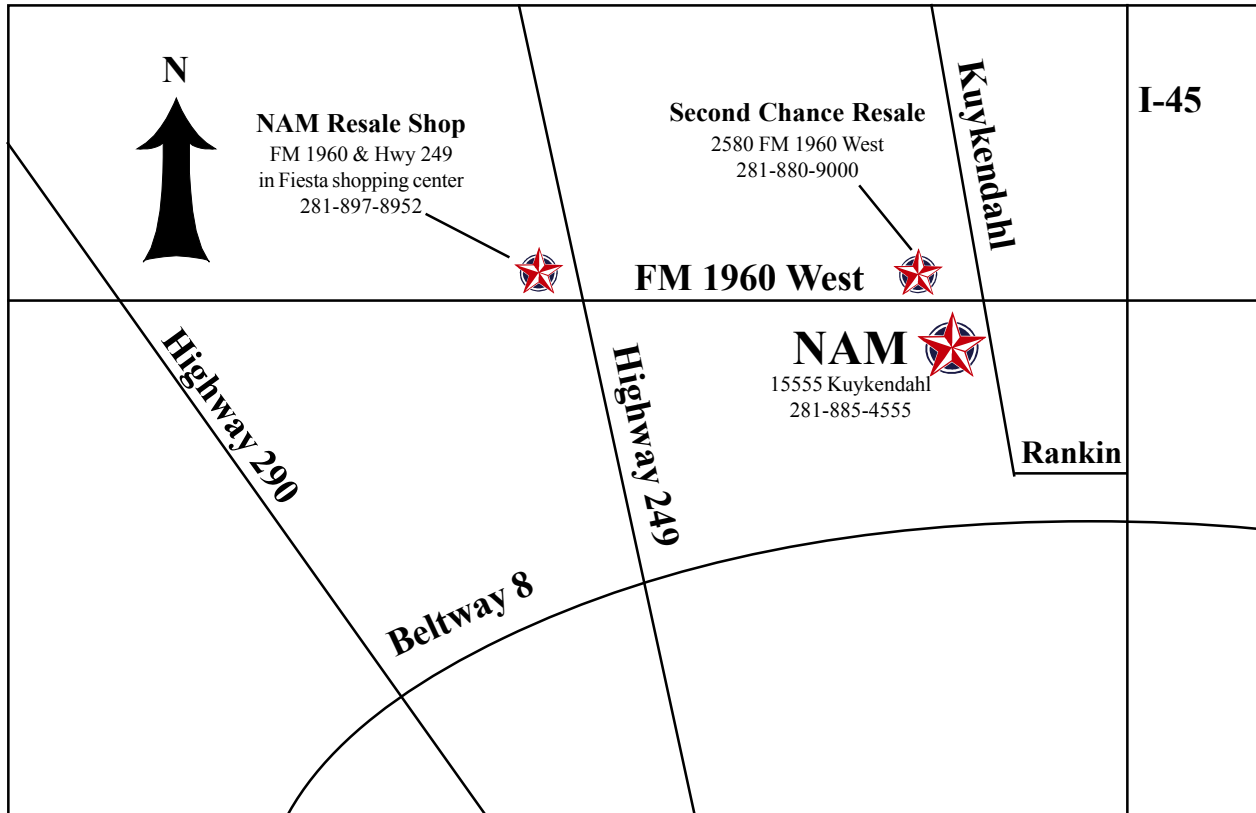 N
NAM Resale Shop
FM 1960 & Hwy 249
in Fiesta shopping center
281-897-8952
Second Chance Resale
2580 FM 1960 West
281-880-9000
Kuykendahl
I-45
FM 1960 West
NAM
15555 Kuykendahl
281-885-4555
Rankin
Highway 290
Highway 249
Beltway 8